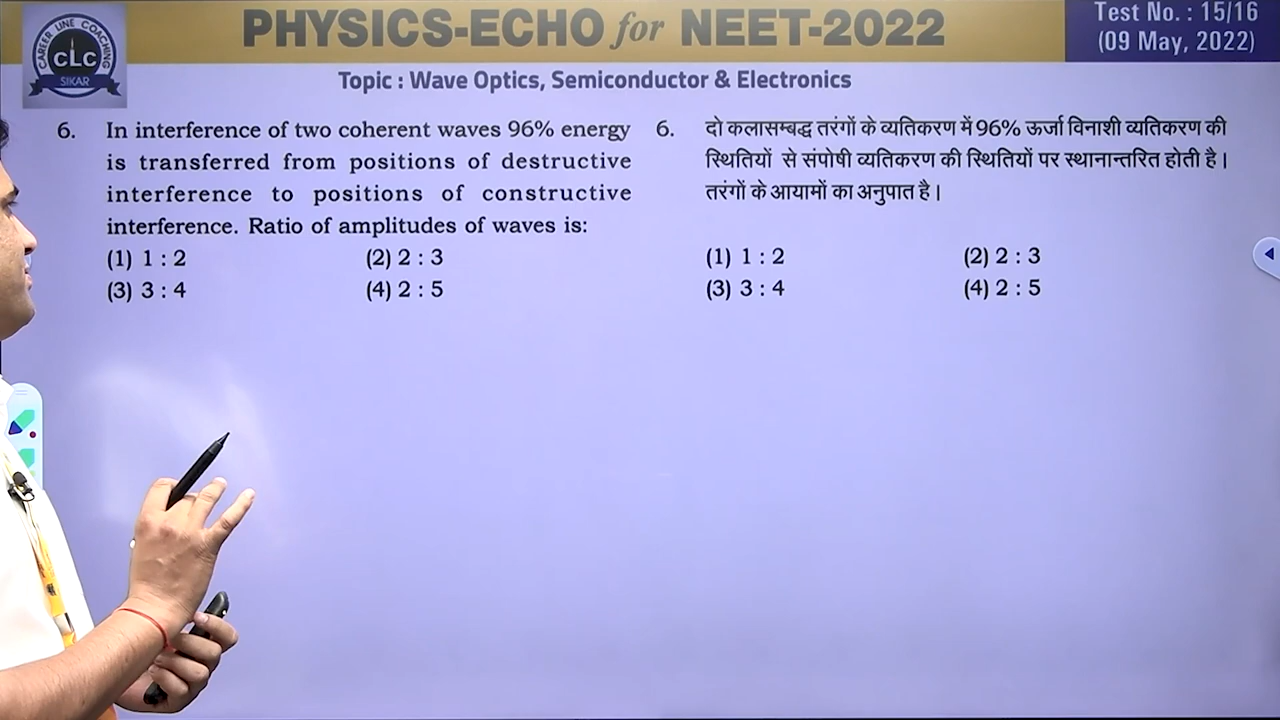 CAREER LINE COACHING
CLC
SIKAR
PHYSICS-ECHO for NEET-2022
Test No. : 15/16
(09 May, 2022)
Topic : Wave Optics, Semiconductor & Electronics
6. In interference of two coherent waves 96% energy
is transferred from positions of destructive
interference to positions of constructive
interference. Ratio of amplitudes of waves is:
(1) 1 : 2 (2) 2 : 3
(3) 3 : 4 (4) 2 : 5
6. दो कलासम्बद्ध तरंगों के व्यतिकरण में 96% ऊर्जा विनाशी व्यतिकरण की
स्थितियों से संपोषी व्यतिकरण की स्थितियों पर स्थानान्तरित होती है।
तरंगों के आयामों का अनुपात है।
(1) 1 : 2 (2) 2 : 3
(3) 3 : 4 (4) 2 : 5